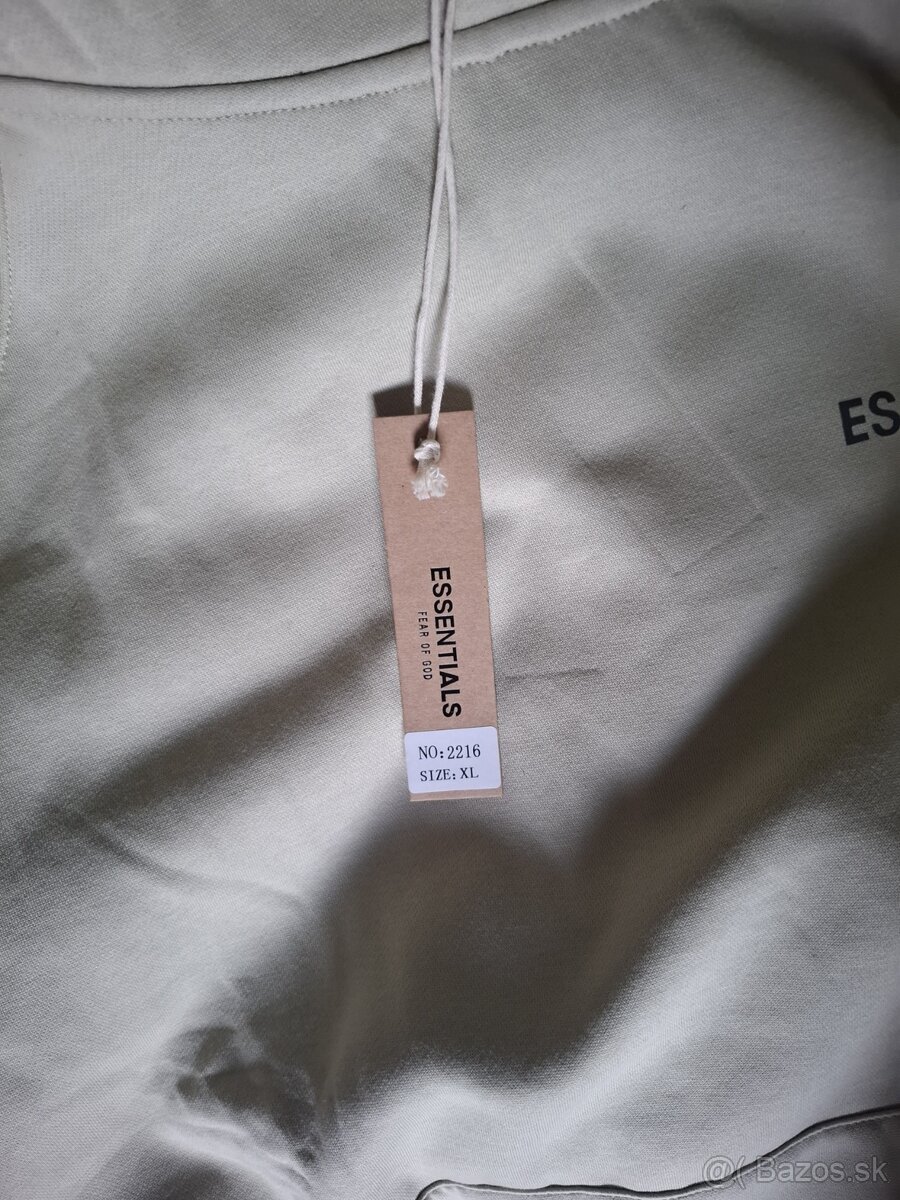 ES
ESSENTIALS
FEAR OF GOD
NO:2216
SIZE:XL
@( Bazos.sk